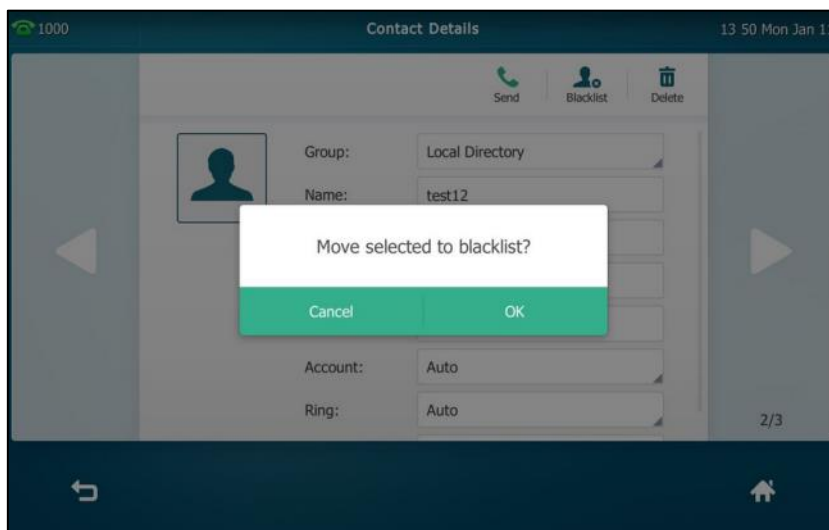 1000 Contact Details 13 50 Mon Jan 1
Send Blacklist Delete
Group: Local Directory
Name: test12
Move selected to blacklist?
Cancel OK
Account: Auto
Ring: Auto
2/3